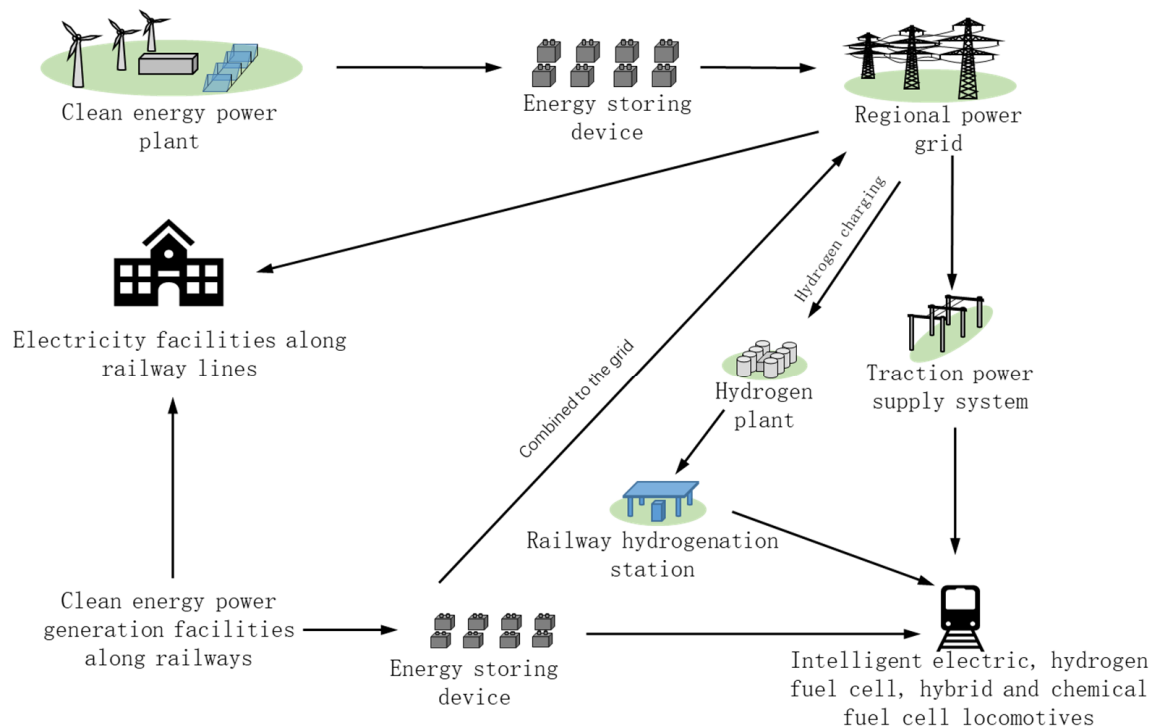 Clean energy power
plant
Energy storing
device
Regional power
grid
Hydrogen charging
Electricity facilities along
railway lines
Combined to the grid
Hydrogen
plant
Traction power
supply system
Railway hydrogenation
station
Clean energy power
generation facilities
along railways
Energy storing
device
Intelligent electric, hydrogen
fuel cell, hybrid and chemical
fuel cell locomotives